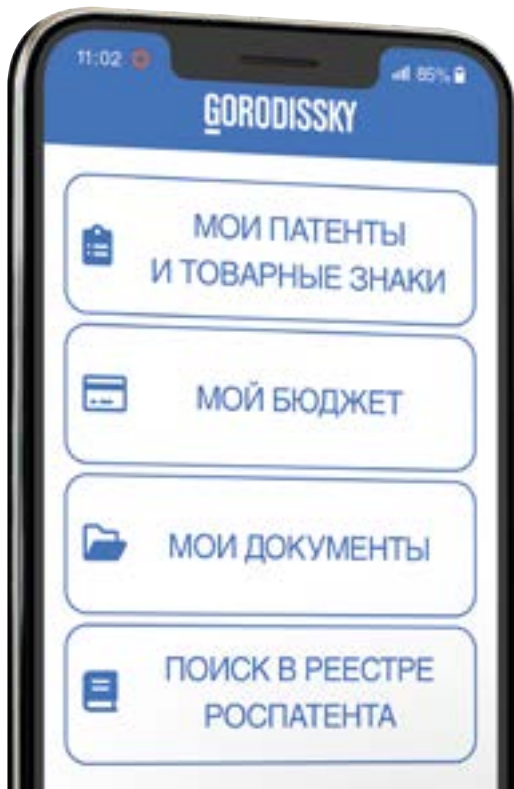 11:02
85%
GORODISSKY
МОИ ПАТЕНТЫ
И ТОВАРНЫЕ ЗНАКИ
МОЙ БЮДЖЕТ
МОИ ДОКУМЕНТЫ
ПОИСК В РЕЕСТРЕ
РОСПАТЕНТА